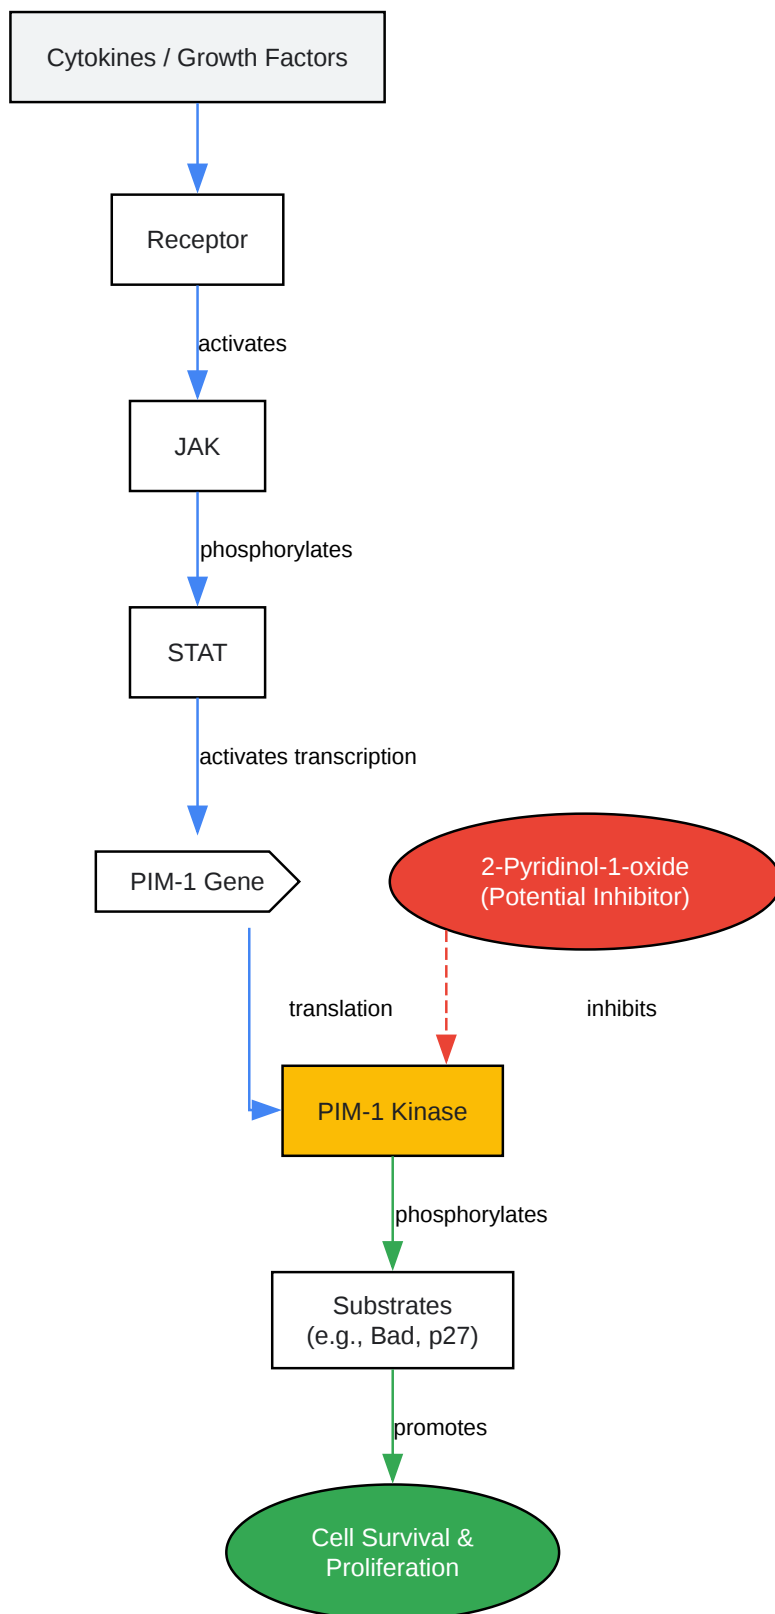 Cytokines / Growth Factors
Receptor
activates
JAK
phosphorylates
STAT
activates transcription
PIM-1 Gene
2-Pyridinol-1-oxide
(Potential Inhibitor)
translation
inhibits
PIM-1 Kinase
phosphorylates
Substrates
(e.g., Bad, p27)
promotes
Cell Survival &
Proliferation